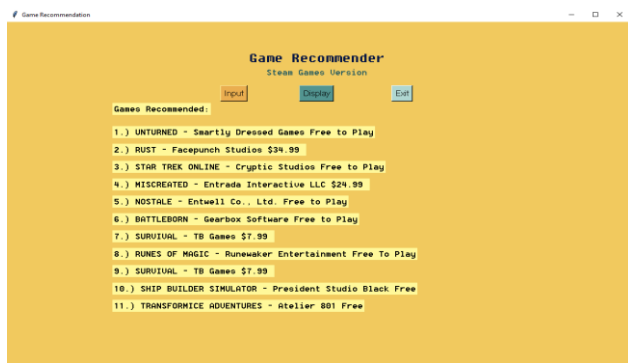 Game Recommendation
Game Recommender
Steam Games Version
Input Display Exit
Games Recommended:
1.) UNTURNED - Smartly Dressed Games Free to Play
2.) RUST - Facepunch Studios $34.99
3.) STAR TREK ONLINE - Cryptic Studios Free to Play
4.) MISCREATED - Entrada Interactive LLC $24.99
5.) NOSTALE - Entwell Co., Ltd. Free to Play
6.) BATTLEBORN - Gearbox Software Free to Play
7.) SURVIVAL - TB Games $7.99
8.) RUNES OF MAGIC - Runewaker Entertainment Free To Play
9.) SURVIVAL - TB Games $7.99
10.) SHIP BUILDER SIMULATOR - President Studio Black Free
11.) TRANSFORMICE ADVENTURES - Atelier 801 Free